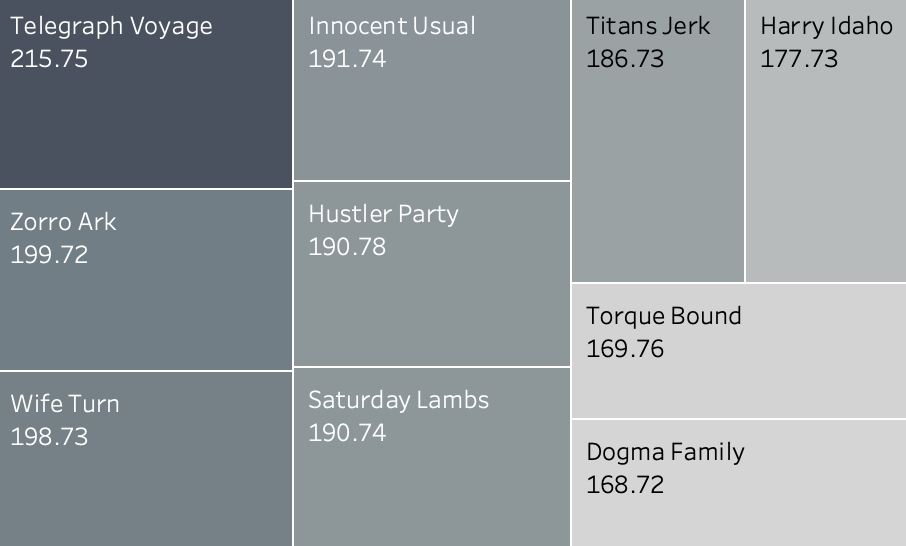 Telegraph Voyage
215.75
Zorro Ark
199.72
Wife Turn
198.73
Innocent Usual
191.74
Hustler Party
190.78
Saturday Lambs
190.74
Titans Jerk
186.73
Harry Idaho
177.73
Torque Bound
169.76
Dogma Family
168.72